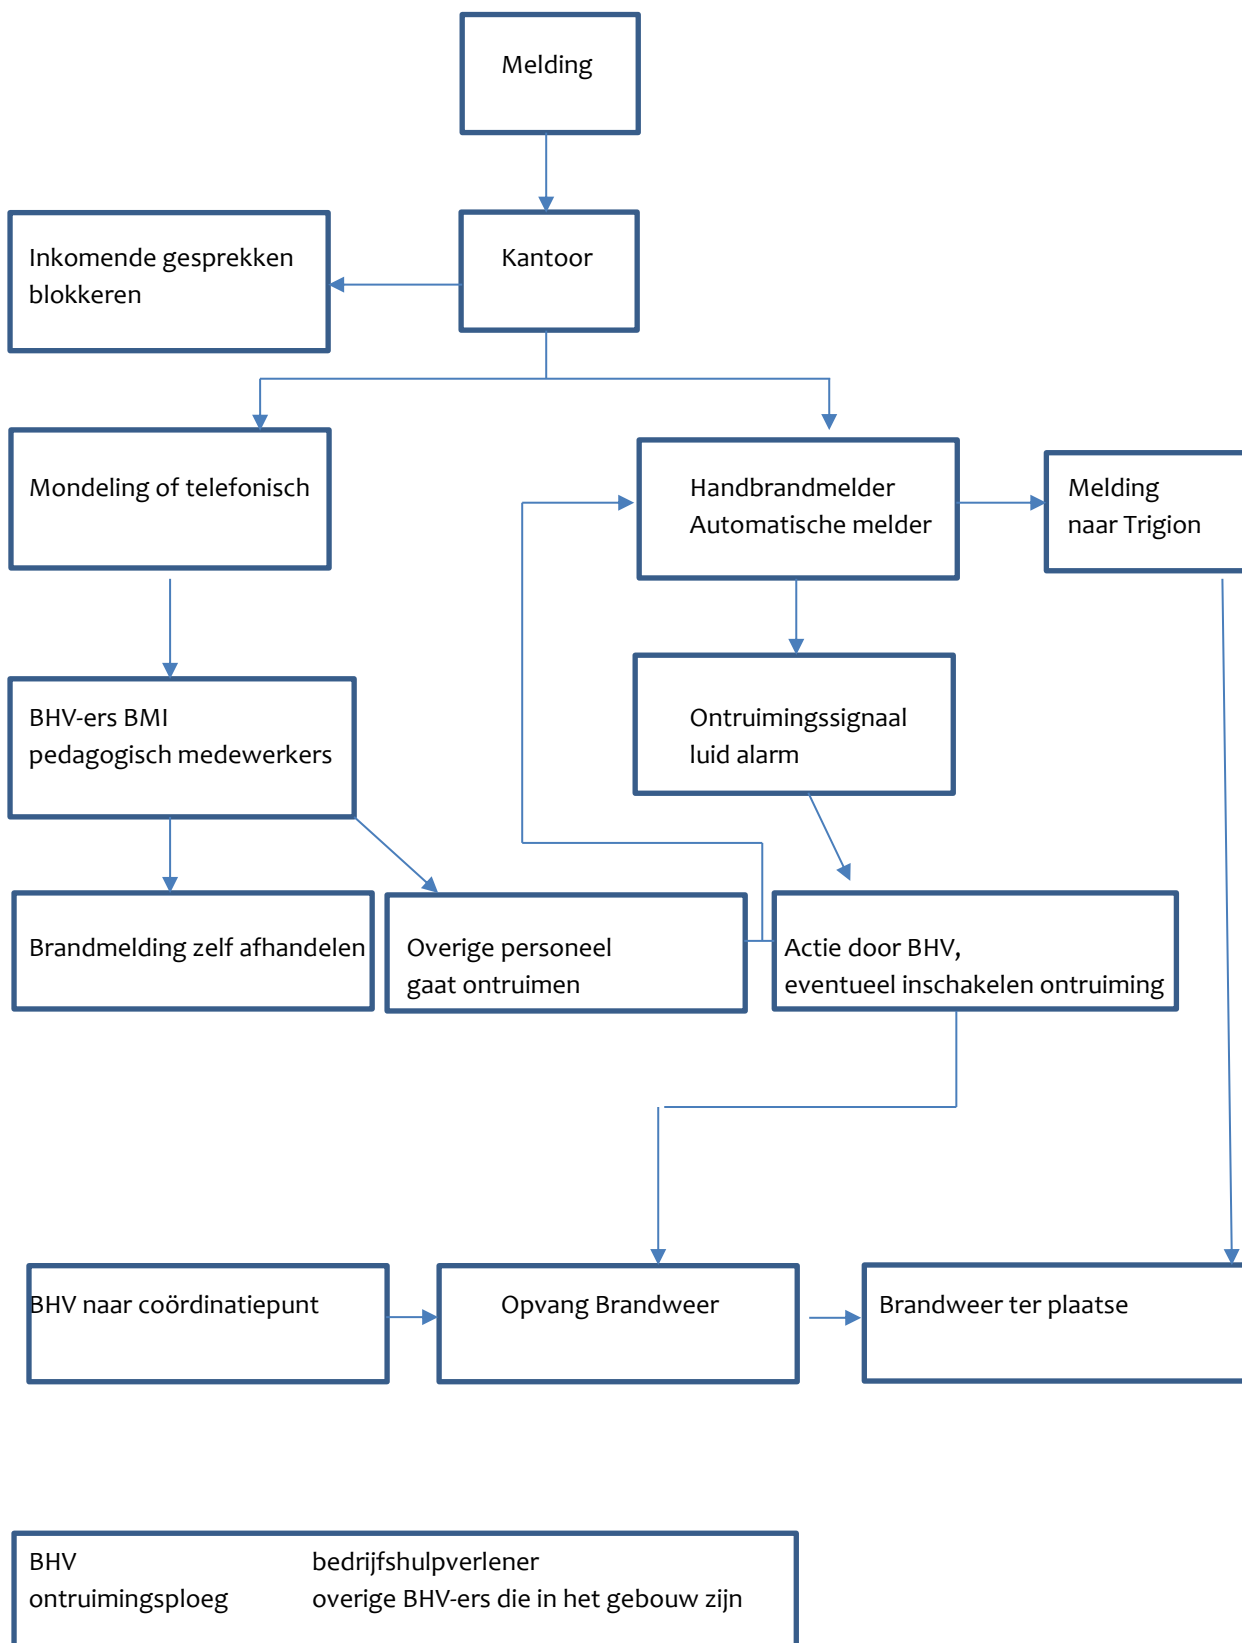 Melding
Inkomende gesprekken
blokkeren
Kantoor
Mondeling of telefonisch
Handbrandmelder
Automatische melder
Melding
naar Trigion
BHV-ers BMI
pedagogisch medewerkers
Ontruimingssignaal
luid alarm
Brandmelding zelf afhandelen
Overige personeel
gaat ontruimen
Actie door BHV,
eventueel inschakelen ontruiming
BHV naar coördinatiepunt
Opvang Brandweer
Brandweer ter plaatse
BHV bedrijfshulpverlener
ontruimingsploeg overige BHV-ers die in het gebouw zijn